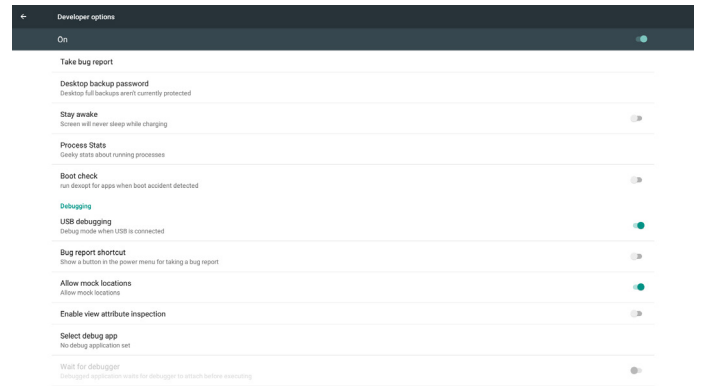 Developer options
On
Take bug report
Desktop backup password
Desktop full backups aren't currently protected
Stay awake
Screen will never sleep while charging
Process Stats
Geeky stats about running processes
Boot check
run dexopt for apps when boot accident detected
Debugging
USB debugging
Debug mode when USB is connected
Bug report shortcut
Show a button in the power menu for taking a bug report
Allow mock locations
Allow mock locations
Enable view attribute inspection
Select debug app
No debug application set
Wait for debugger
Debugged application waits for debugger to attach before executing